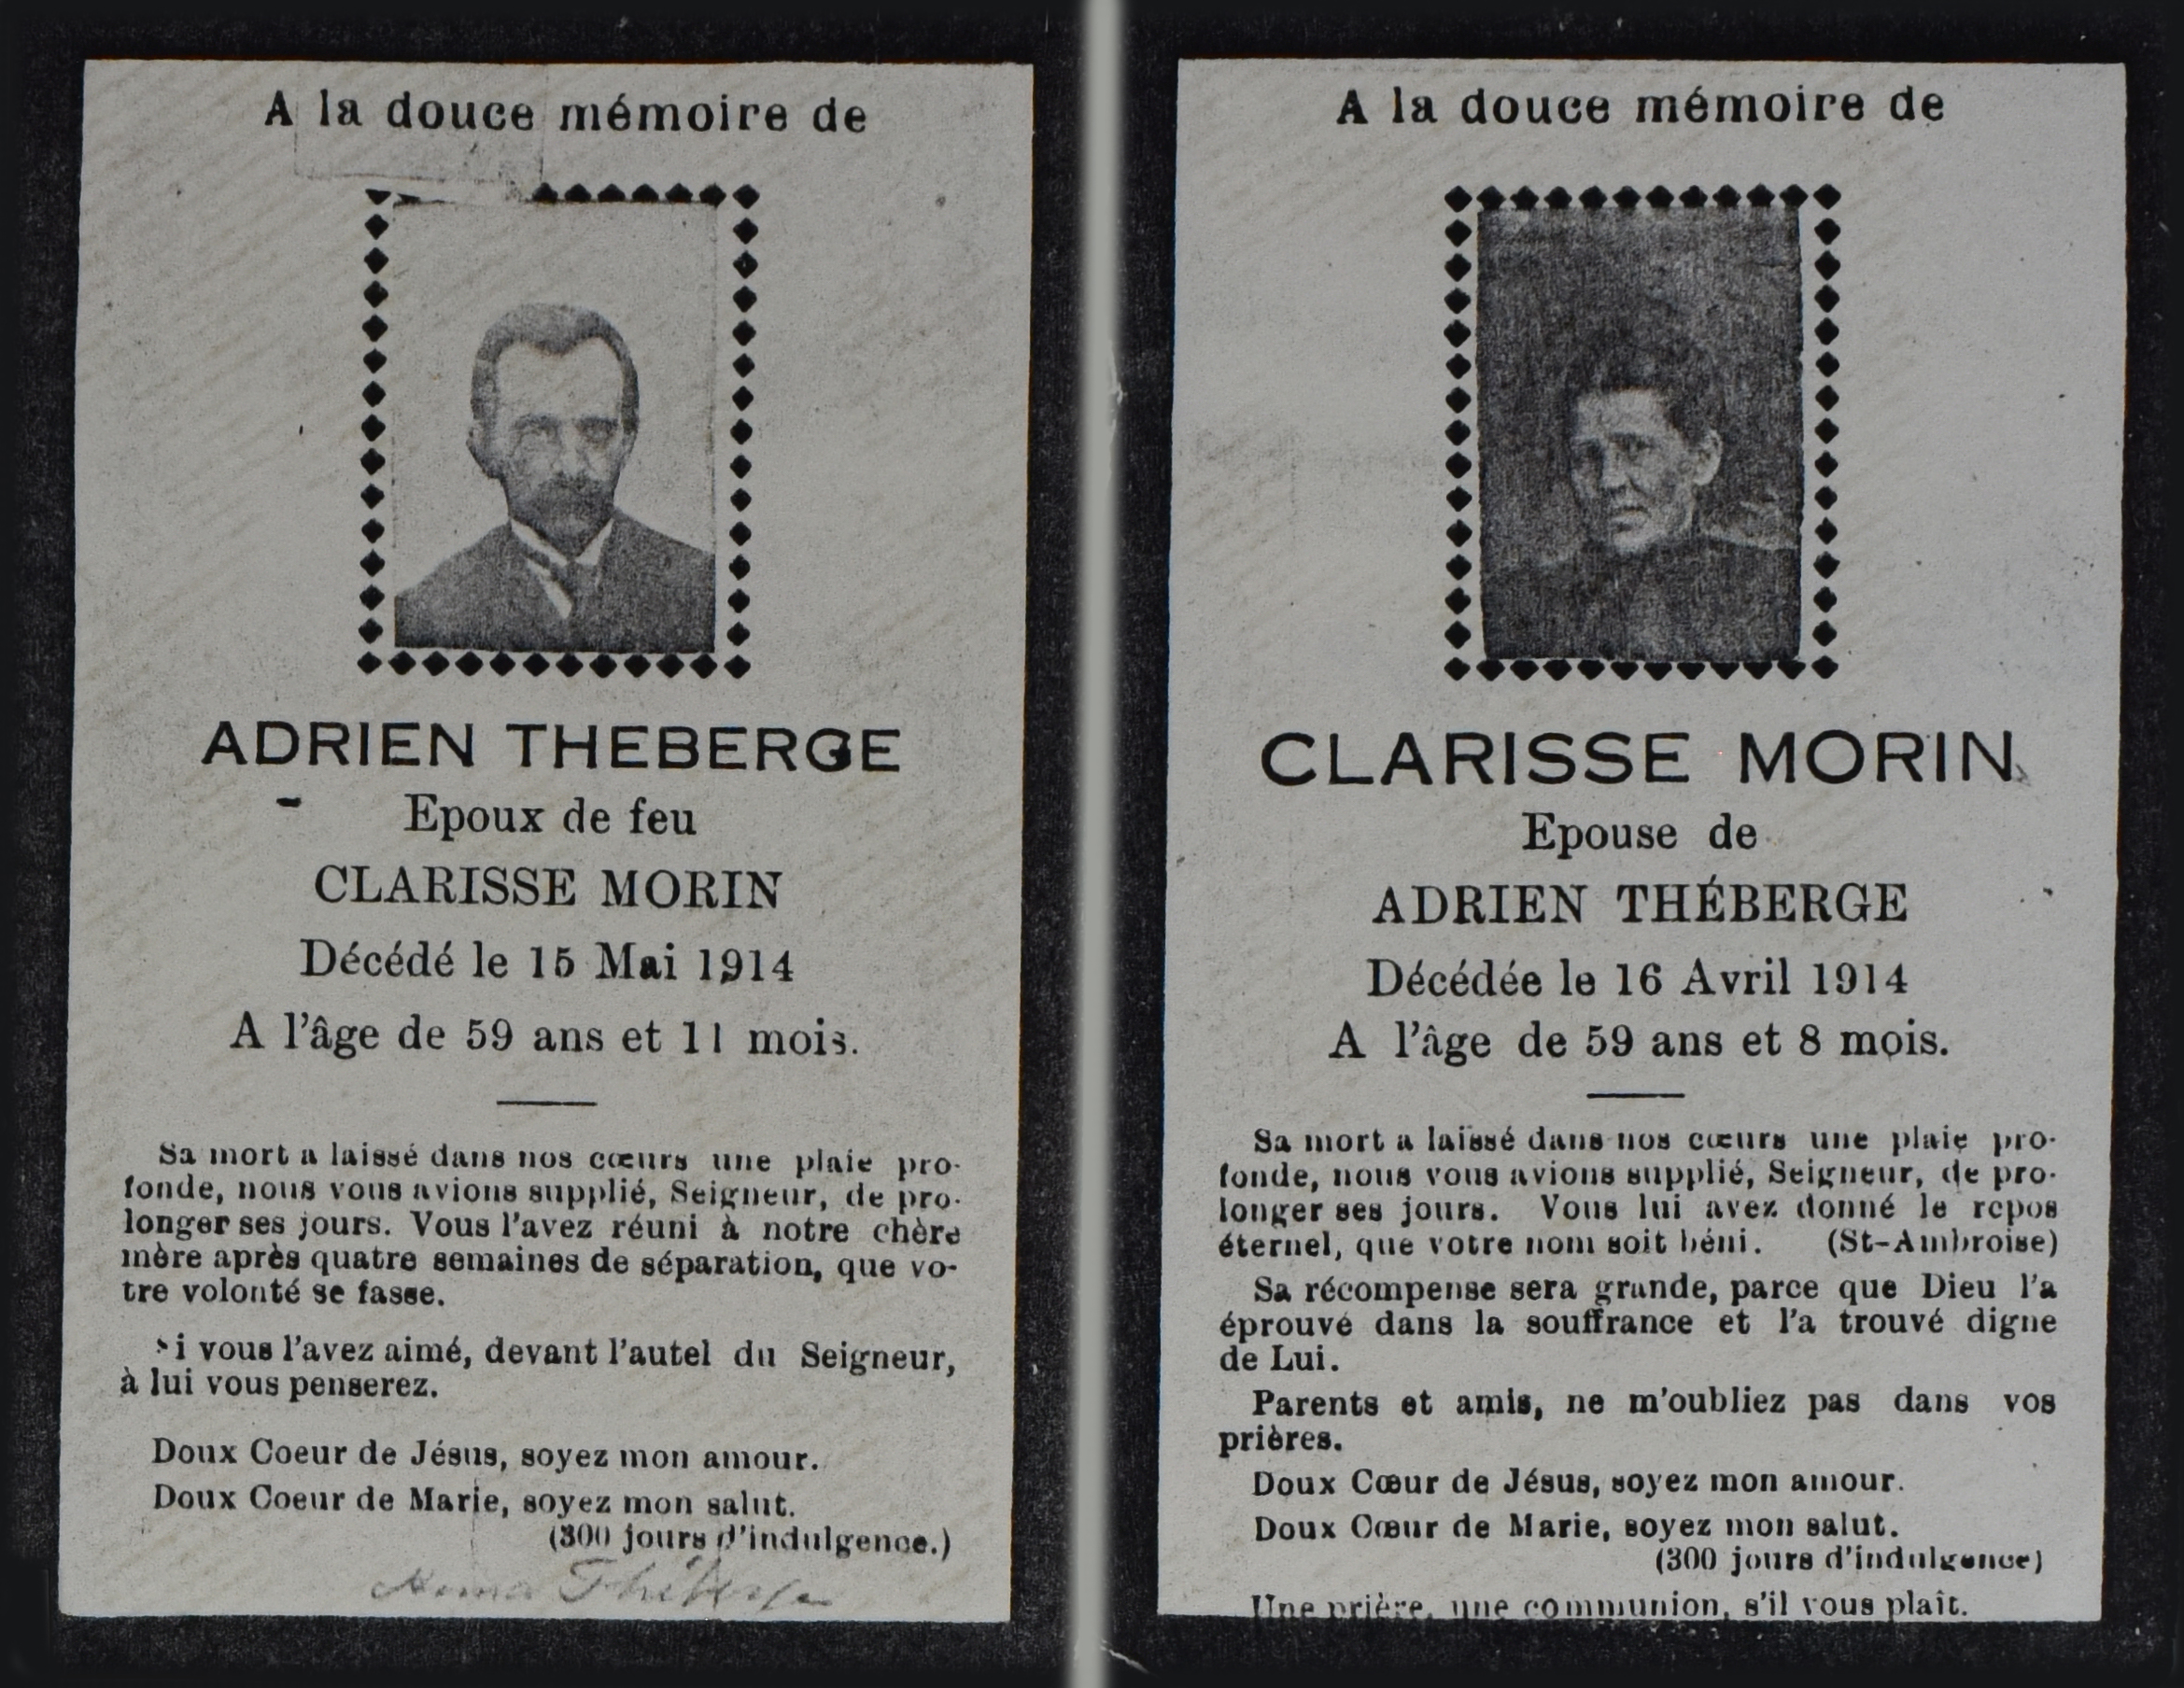 A la douce mémoire de
ADRIEN THEBERGE
Epoux de feu
CLARISSE MORIN
Décédé le 15 Mai 1914
A l'âge de 59 ans et 11 mois.
Sa mort a laissé dans nos cœurs une plaie pro-
fonde, nous vous avions supplié, Seigneur, de pro-
longer ses jours. Vous l'avez réuni à notre chère
mère après quatre semaines de séparation, que vo-
tre volonté se fasse.
Si vous l'avez aimé, devant l'autel du Seigneur,
à lui vous penserez.
Doux Coeur de Jésus, soyez mon amour.
Doux Coeur de Marie, soyez mon salut.
(300 jours d'indulgence.)
Théberge
A la douce mémoire de
CLARISSE MORIN
Epouse de
ADRIEN THÉBERGE
Décédée le 16 Avril 1914
A l'âge de 59 ans et 8 mois.
Sa mort a laissé dans nos cœurs une plaie pro-
fonde, nous vous avions supplié, Seigneur, de pro-
longer ses jours. Vous lui avez donné le repos
éternel, que votre nom soit béni. (St-Ambroise)
Sa récompense sera grande, parce que Dieu l'a
éprouvé dans la souffrance et l'a trouvé digne
de Lui.
Parents et amis, ne m'oubliez pas dans vos
prières.
Doux Cœur de Jésus, soyez mon amour.
Doux Cœur de Marie, soyez mon salut.
(300 jours d'indulgence)
Une prière, une communion, s'il vous plaît.